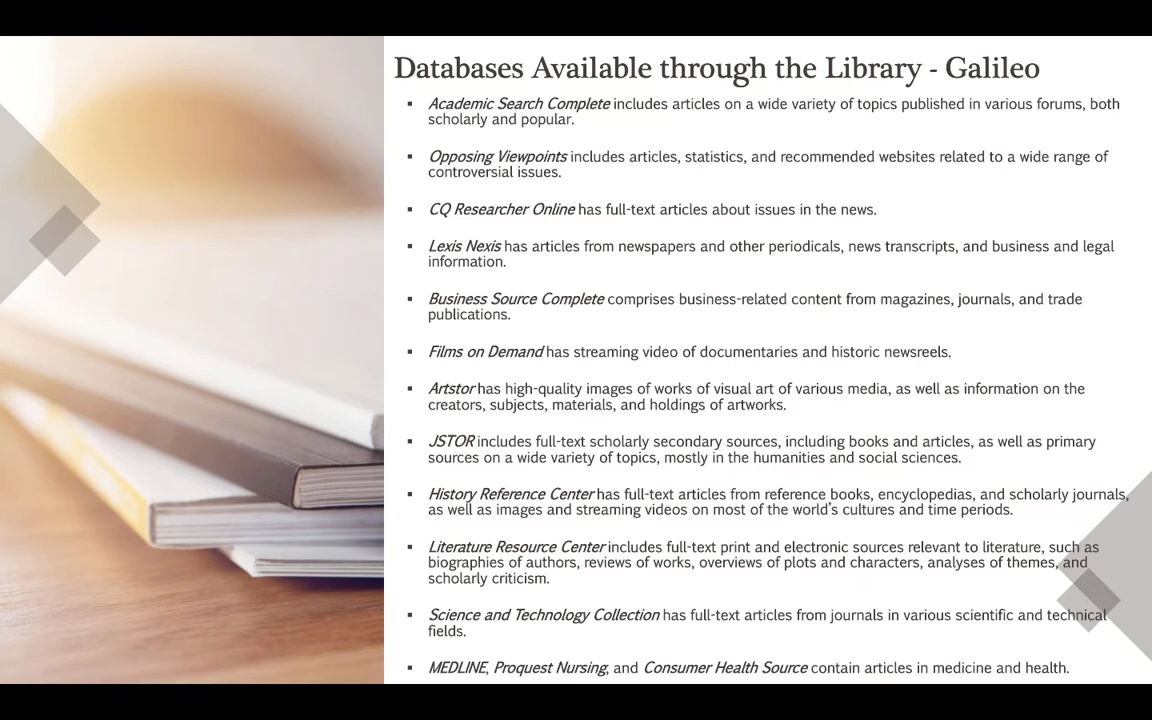 Databases Available through the Library - Galileo
▪ Academic Search Complete includes articles on a wide variety of topics published in various forums, both
scholarly and popular.
▪ Opposing Viewpoints includes articles, statistics, and recommended websites related to a wide range of
controversial issues.
▪ CQ Researcher Online has full-text articles about issues in the news.
▪ Lexis Nexis has articles from newspapers and other periodicals, news transcripts, and business and legal
information.
▪ Business Source Complete comprises business-related content from magazines, journals, and trade
publications.
▪ Films on Demand has streaming video of documentaries and historic newsreels.
▪ Artstor has high-quality images of works of visual art of various media, as well as information on the
creators, subjects, materials, and holdings of artworks.
▪ JSTOR includes full-text scholarly secondary sources, including books and articles, as well as primary
sources on a wide variety of topics, mostly in the humanities and social sciences.
▪ History Reference Center has full-text articles from reference books, encyclopedias, and scholarly journals,
as well as images and streaming videos on most of the world's cultures and time periods.
▪ Literature Resource Center includes full-text print and electronic sources relevant to literature, such as
biographies of authors, reviews of works, overviews of plots and characters, analyses of themes, and
scholarly criticism.
▪ Science and Technology Collection has full-text articles from journals in various scientific and technical
fields.
▪ MEDLINE, Proquest Nursing, and Consumer Health Source contain articles in medicine and health.